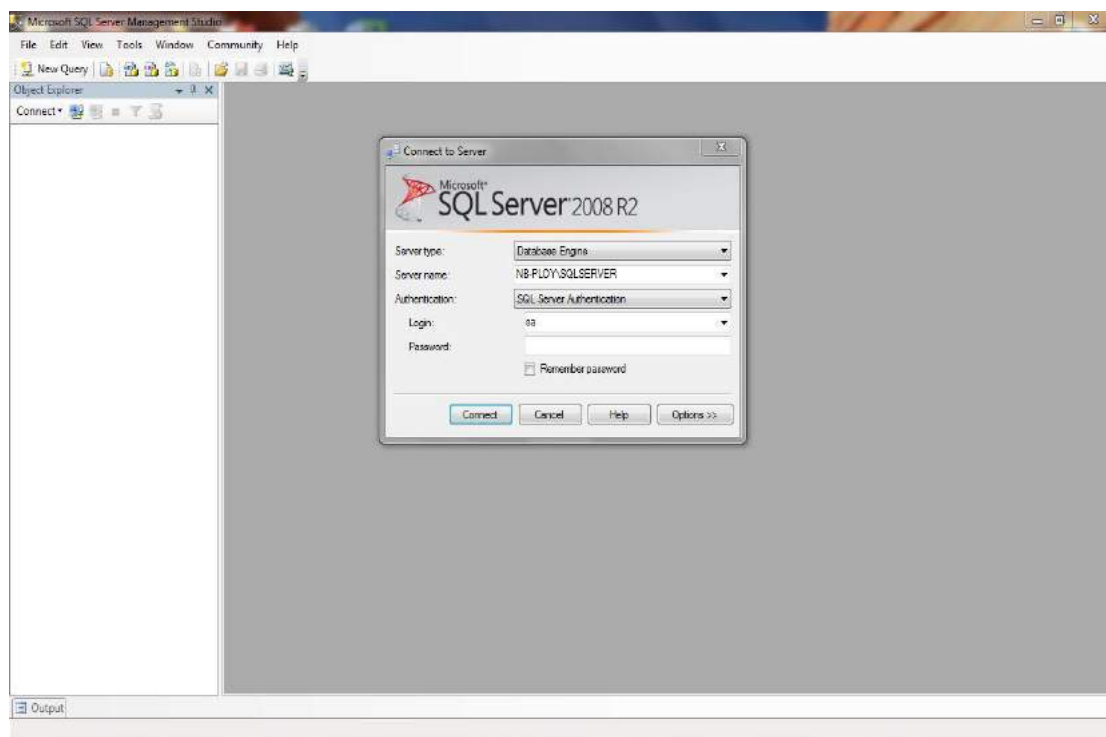 Microsoft SQL Server Management Studio
File Edit View Tools Window Community Help
New Query
Object Explorer
Connect
Connect to Server
Microsoft
SQL Server 2008 R2
Server type: Database Engine
Server name: NB-PLOY\SQLSERVER
Authentication: SQL Server Authentication
Login: sa
Password:
Remember password
Connect Cancel Help Options >>
Output